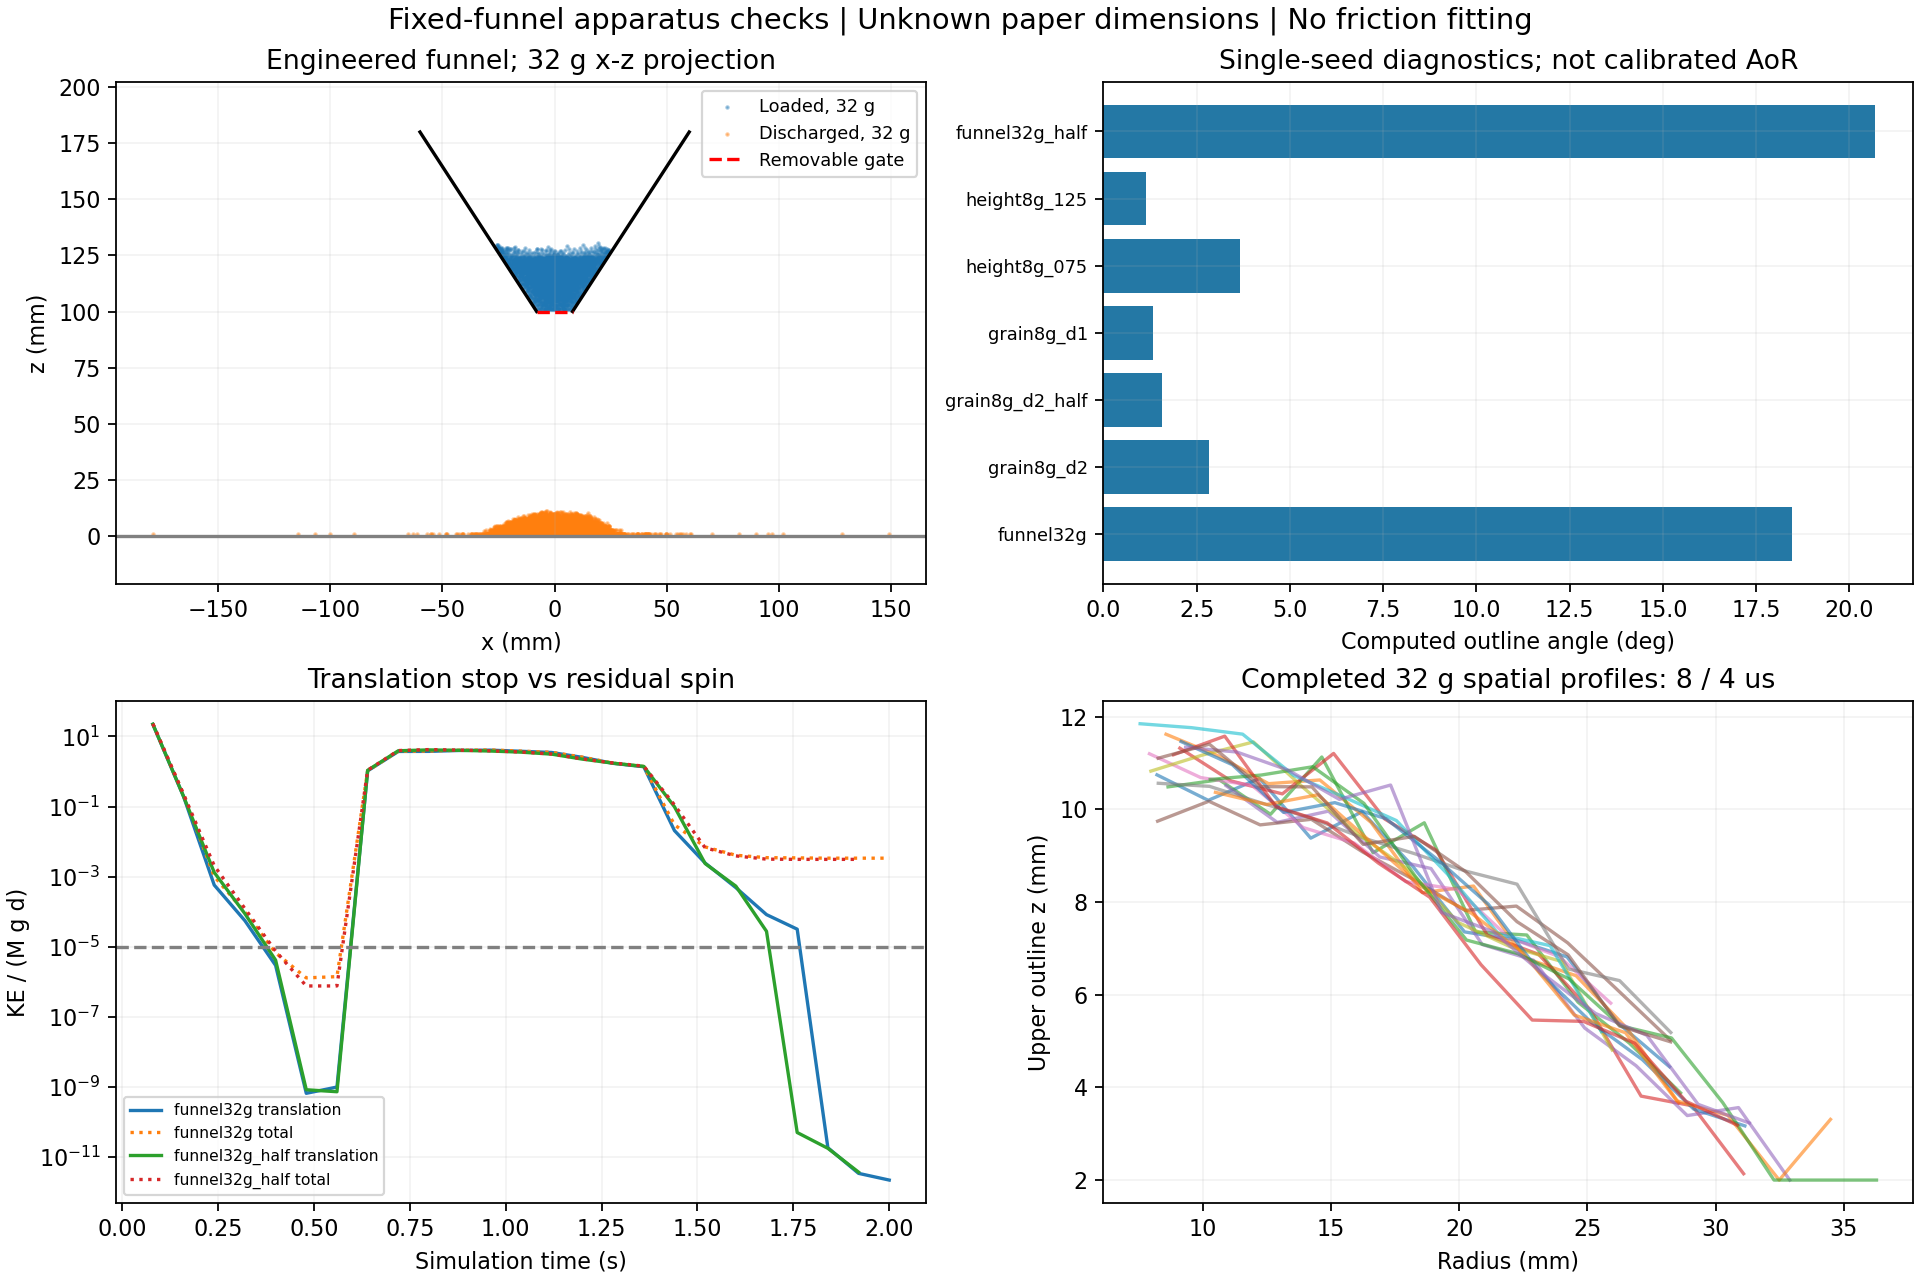 Fixed-funnel apparatus checks | Unknown paper dimensions | No friction fitting
Engineered funnel; 32 g x-z projection
200
175
150
125
100
75
50
25
0
z (mm)
−150
−100
−50
0
50
100
150
x (mm)
Loaded, 32 g
Discharged, 32 g
Removable gate
Single-seed diagnostics; not calibrated AoR
funnel32g_half
height8g_125
height8g_075
grain8g_d1
grain8g_d2_half
grain8g_d2
funnel32g
0.0
2.5
5.0
7.5
10.0
12.5
15.0
17.5
20.0
Computed outline angle (deg)
Translation stop vs residual spin
10^1
10^−1
10^−3
10^−5
10^−7
10^−9
10^−11
KE / (M g d)
funnel32g translation
funnel32g total
funnel32g_half translation
funnel32g_half total
0.00
0.25
0.50
0.75
1.00
1.25
1.50
1.75
2.00
Simulation time (s)
Completed 32 g spatial profiles: 8 / 4 us
12
10
8
6
4
2
Upper outline z (mm)
10
15
20
25
30
35
Radius (mm)